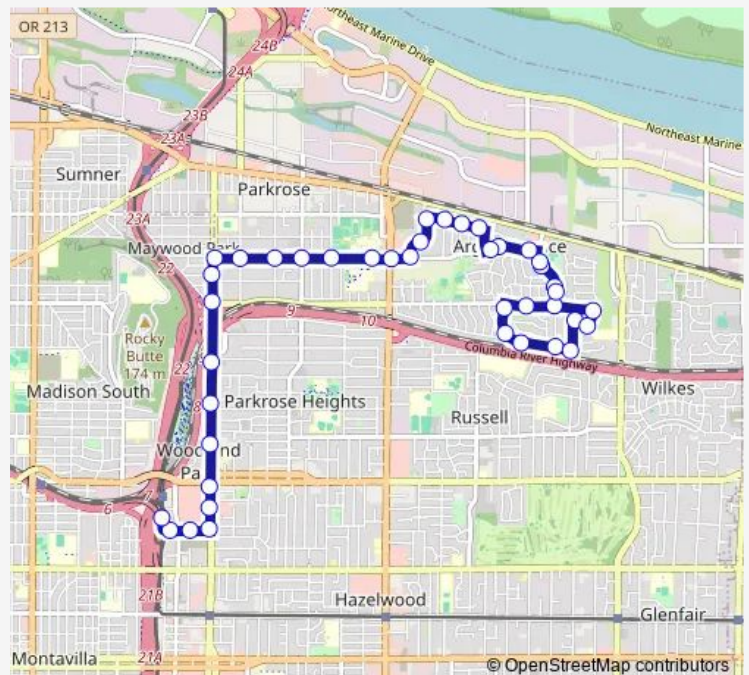 OR 213
Northeast Marine Drive
24B
24A
23B
23A
Northeast Marine
Sumner
Parkrose
23A
Maywood Park
22
9
10
Rocky
Butte
174 m
22
Columbia River Highway
Wilkes
Madison South
8
Parkrose Heights
Russell
7
6
21B
Hazelwood
Glenfair
Montavilla
21A
© OpenStreetMap contributors